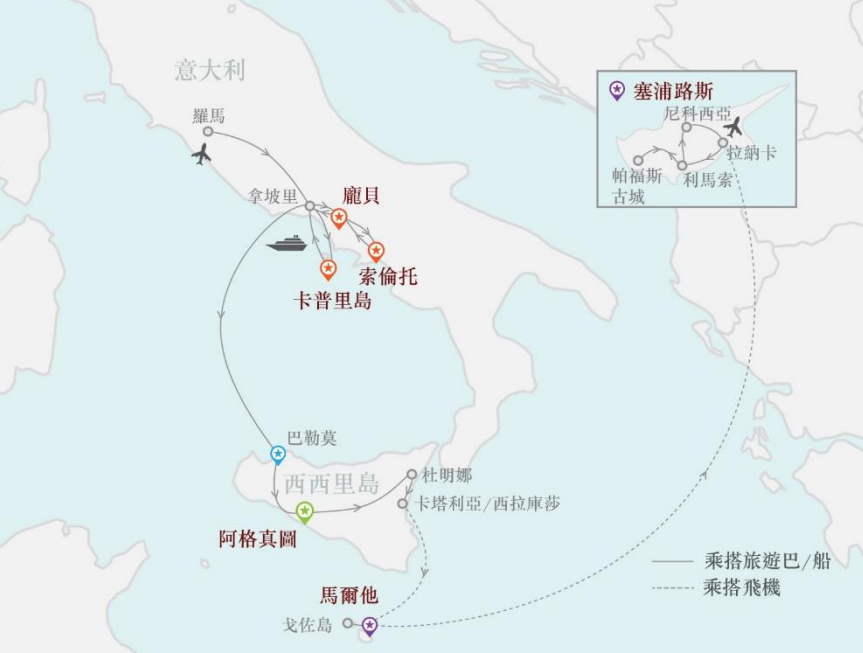 意大利
塞浦路斯
尼科西亞
羅馬
拉納卡
帕福斯
古城
利馬索
拿坡里
龐貝
索倫托
卡普里島
巴勒莫
西西里島
杜明娜
卡塔利亞/西拉庫莎
阿格真圖
乘搭旅遊巴/船
乘搭飛機
馬爾他
戈佐島